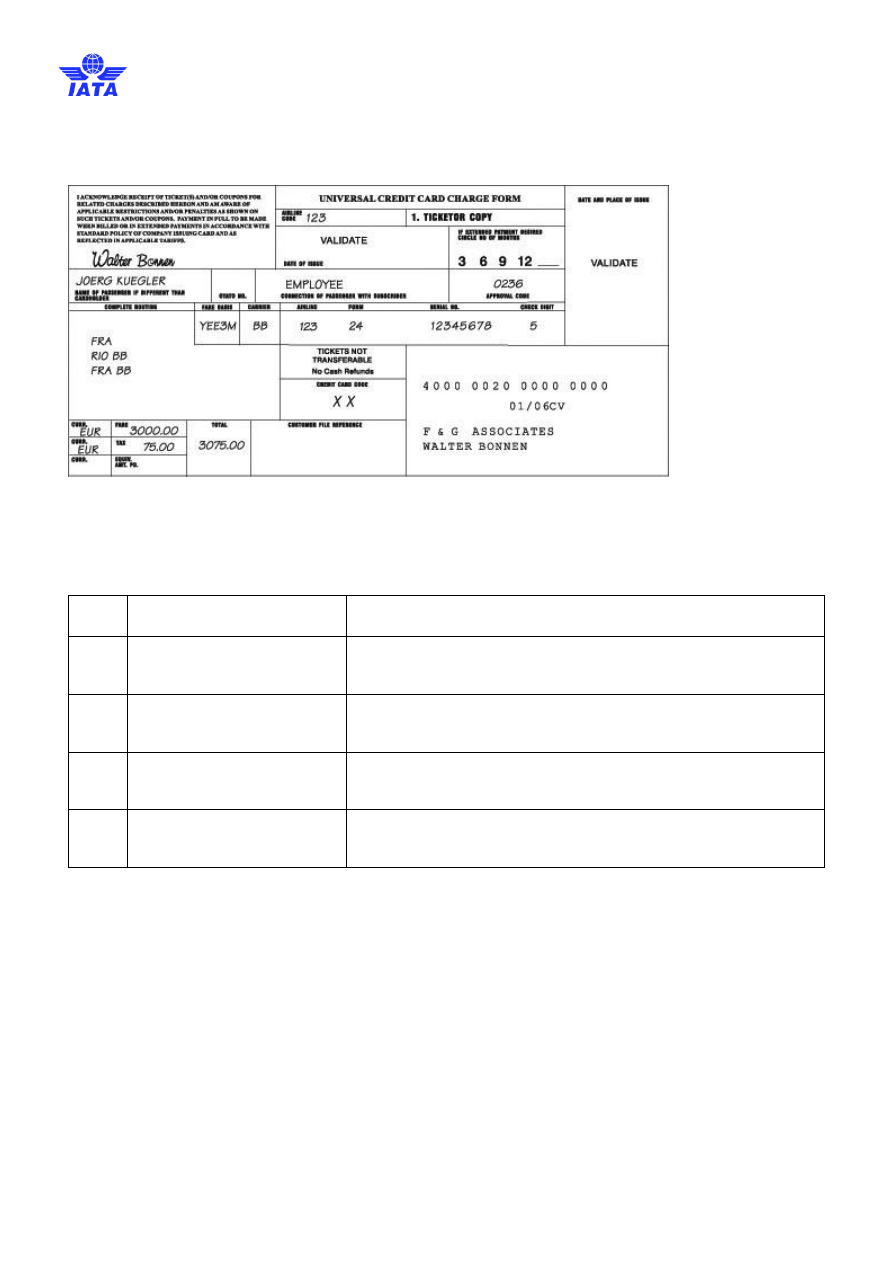 IATA
I ACKNOWLEDGE RECEIPT OF TICKET(S) AND/OR COUPONS FOR
RELATED CHARGES DESCRIBED HEREON AND AM AWARE OF
APPLICABLE RESTRICTIONS AND/OR PENALTIES AS SHOWN ON
SUCH TICKETS AND/OR COUPONS. PAYMENT IN FULL TO BE MADE
WHEN BILLED OR IN EXTENDED PAYMENTS IN ACCORDANCE WITH
STANDARD POLICY OF COMPANY ISSUING CARD AND AS
REFLECTED IN APPLICABLE TARIFFS.
Walter Bonnen
UNIVERSAL CREDIT CARD CHARGE FORM
AIRLINE CODE 123
1. TICKETOR COPY
DATE AND PLACE OF ISSUE
VALIDATE
DATE OF ISSUE
IF EXTENDED PAYMENT DESIRED
CIRCLE NO OF MONTHS
3 6 9 12 ___
VALIDATE
JOERG KUEGLER
NAME OF PASSENGER IF DIFFERENT THAN
CARDHOLDER
STATD NO.
EMPLOYEE
CONNECTION OF PASSENGER WITH SUBSCRIBER
0236
APPROVAL CODE
COMPLETE ROUTING FARE BASIS CARRIER AIRLINE FORM SERIAL NO. CHECK DIGIT
YEE3M BB 123 24 12345678 5
FRA
RIO BB
FRA BB
TICKETS NOT
TRANSFERABLE
No Cash Refunds
CREDIT CARD CODE
X X
4000 0020 0000 0000
01/06CV
F & G ASSOCIATES
WALTER BONNEN
CURR. EUR FARE 3000.00 TOTAL CUSTOMER FILE REFERENCE
CURR. EUR TAX 75.00 3075.00
CURR. EQUIV. AMT. PD.